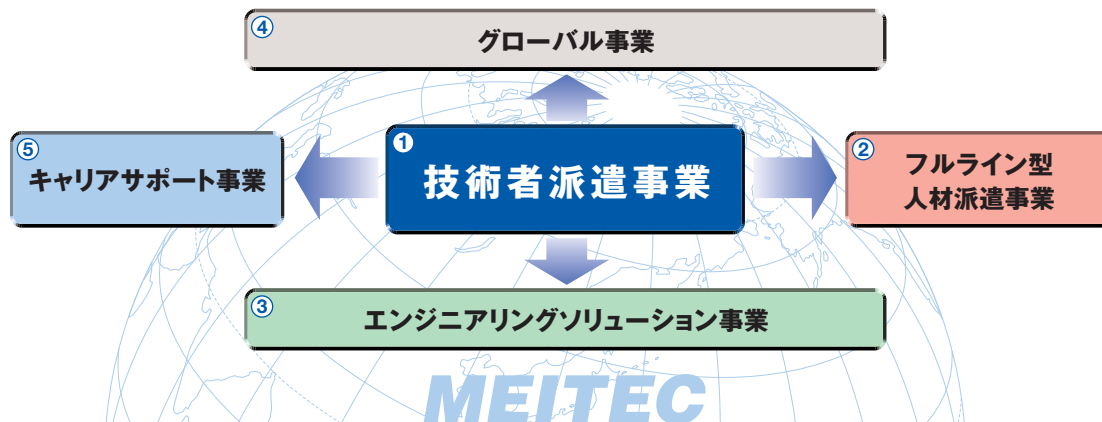 ④
グローバル事業
⑤
キャリアサポート事業
①
技術者派遣事業
②
フルライン型
人材派遣事業
③
エンジニアリングソリューション事業
MEITEC